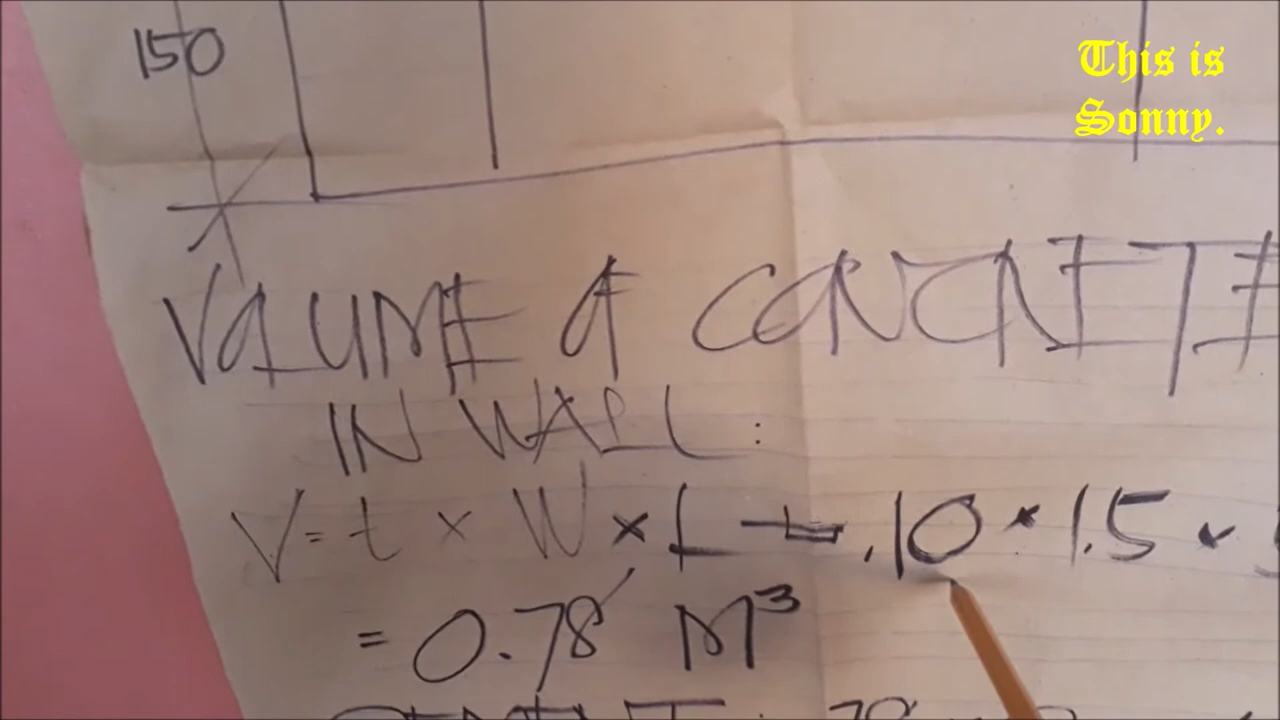 150
This is
Sonny.
VOLUME OF CONCRETE
IN WALL :
V = t × W × L = .10 × 1.5 ×
= 0.78 M³